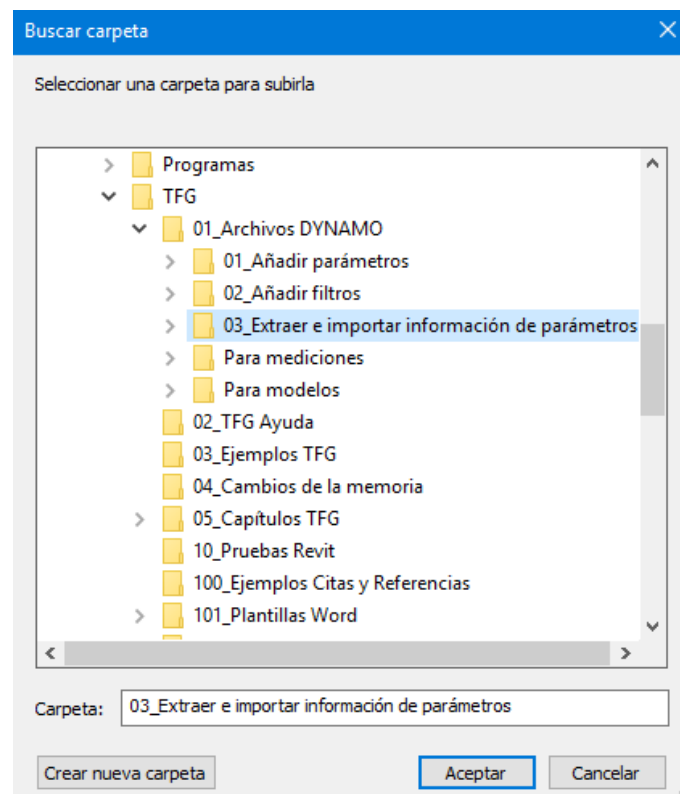 Buscar carpeta
Seleccionar una carpeta para subirla
Programas
TFG
01_Archivos DYNAMO
01_Añadir parámetros
02_Añadir filtros
03_Extraer e importar información de parámetros
Para mediciones
Para modelos
02_TFG Ayuda
03_Ejemplos TFG
04_Cambios de la memoria
05_Capítulos TFG
10_Pruebas Revit
100_Ejemplos Citas y Referencias
101_Plantillas Word
Carpeta: 03_Extraer e importar información de parámetros
Crear nueva carpeta Aceptar Cancelar